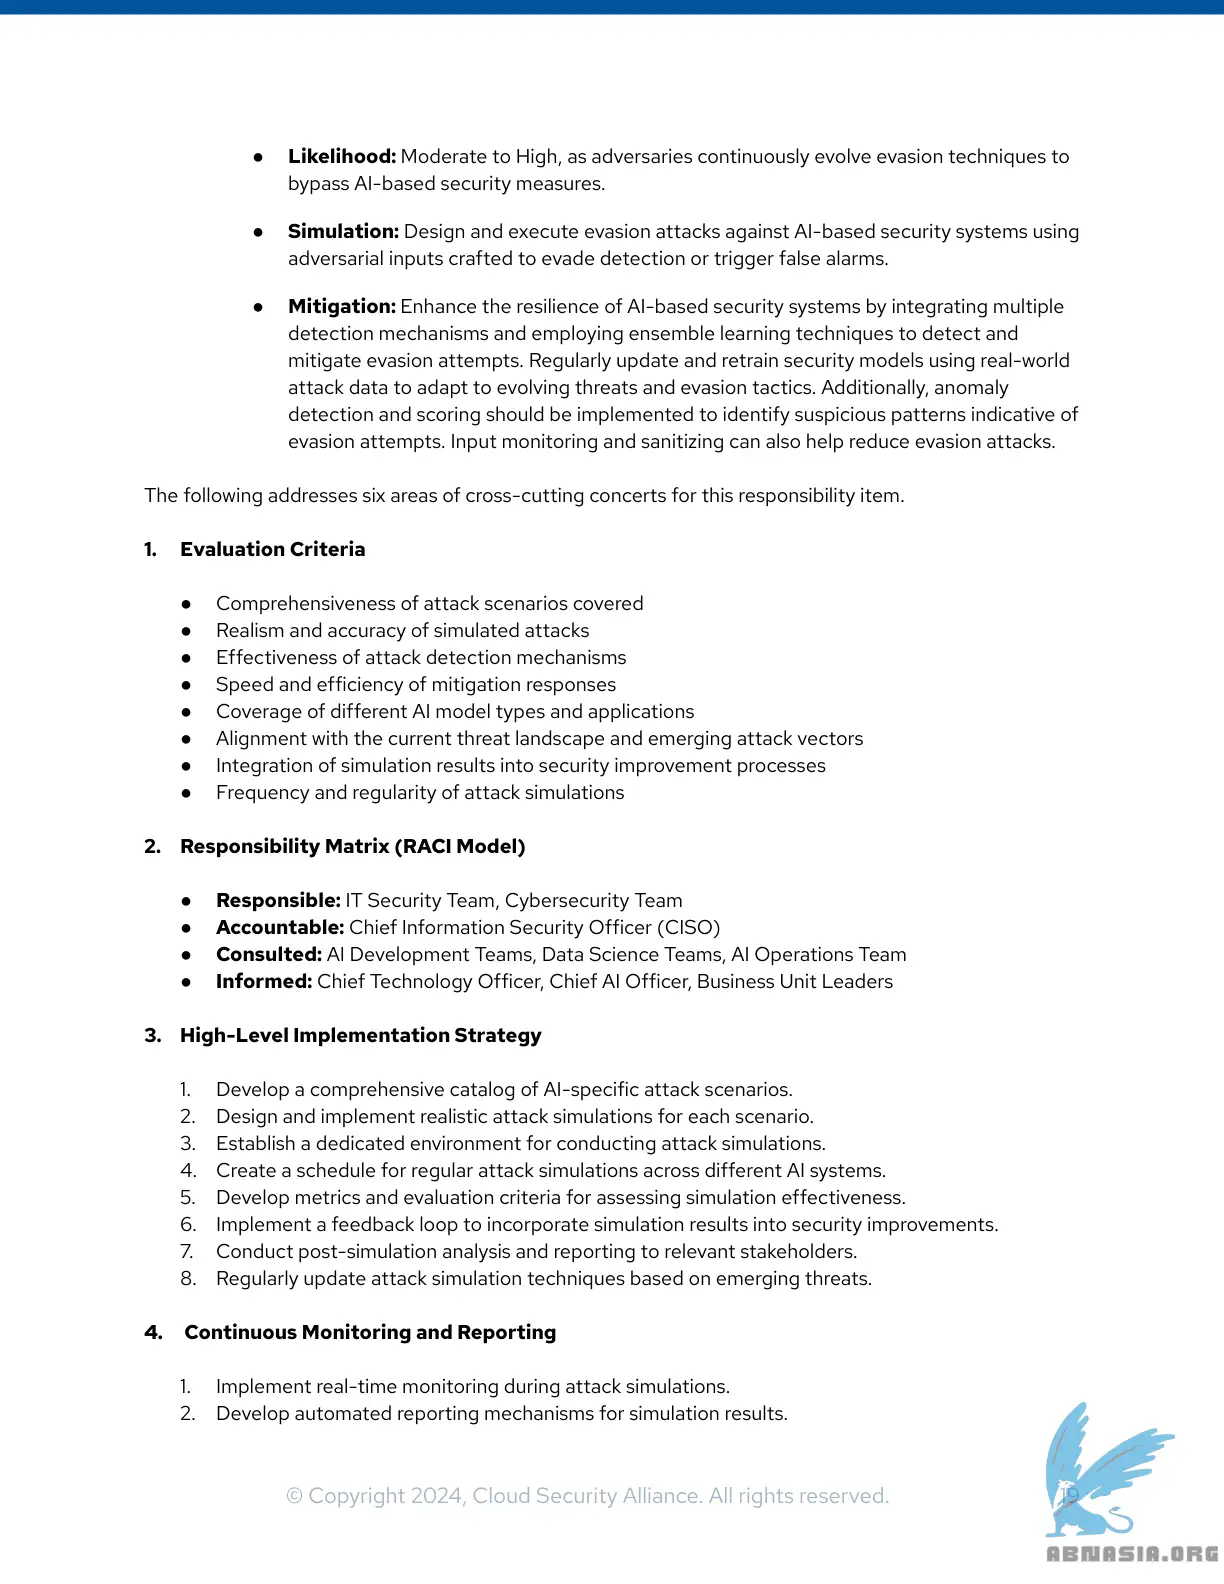 ● Likelihood: Moderate to High, as adversaries continuously evolve evasion techniques to
bypass AI-based security measures.
● Simulation: Design and execute evasion attacks against AI-based security systems using
adversarial inputs crafted to evade detection or trigger false alarms.
● Mitigation: Enhance the resilience of AI-based security systems by integrating multiple
detection mechanisms and employing ensemble learning techniques to detect and
mitigate evasion attempts. Regularly update and retrain security models using real-world
attack data to adapt to evolving threats and evasion tactics. Additionally, anomaly
detection and scoring should be implemented to identify suspicious patterns indicative of
evasion attempts. Input monitoring and sanitizing can also help reduce evasion attacks.
The following addresses six areas of cross-cutting concerts for this responsibility item.
1. Evaluation Criteria
● Comprehensiveness of attack scenarios covered
● Realism and accuracy of simulated attacks
● Effectiveness of attack detection mechanisms
● Speed and efficiency of mitigation responses
● Coverage of different AI model types and applications
● Alignment with the current threat landscape and emerging attack vectors
● Integration of simulation results into security improvement processes
● Frequency and regularity of attack simulations
2. Responsibility Matrix (RACI Model)
● Responsible: IT Security Team, Cybersecurity Team
● Accountable: Chief Information Security Officer (CISO)
● Consulted: AI Development Teams, Data Science Teams, AI Operations Team
● Informed: Chief Technology Officer, Chief AI Officer, Business Unit Leaders
3. High-Level Implementation Strategy
1. Develop a comprehensive catalog of AI-specific attack scenarios.
2. Design and implement realistic attack simulations for each scenario.
3. Establish a dedicated environment for conducting attack simulations.
4. Create a schedule for regular attack simulations across different AI systems.
5. Develop metrics and evaluation criteria for assessing simulation effectiveness.
6. Implement a feedback loop to incorporate simulation results into security improvements.
7. Conduct post-simulation analysis and reporting to relevant stakeholders.
8. Regularly update attack simulation techniques based on emerging threats.
4. Continuous Monitoring and Reporting
1. Implement real-time monitoring during attack simulations.
2. Develop automated reporting mechanisms for simulation results.
© Copyright 2024, Cloud Security Alliance. All rights reserved.
19
ABNASIA.ORG